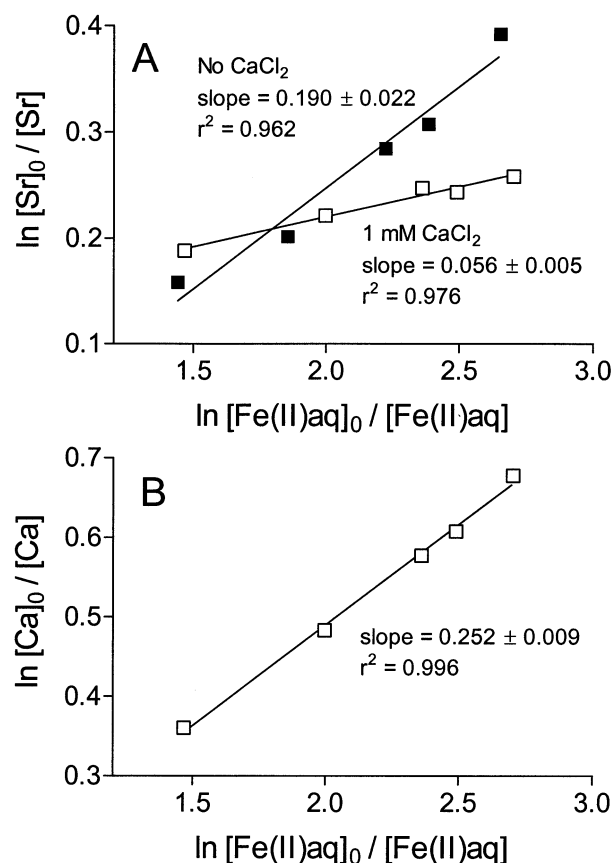 0.4
A
No CaCl2
slope = 0.190 ± 0.022
r2 = 0.962
0.3
ln [Sr]0 / [Sr]
0.2
1 mM CaCl2
slope = 0.056 ± 0.005
r2 = 0.976
0.1
1.5 2.0 2.5 3.0
ln [Fe(II)aq]0 / [Fe(II)aq]
0.7
B
0.6
ln [Ca]0 / [Ca]
0.5
slope = 0.252 ± 0.009
r2 = 0.996
0.4
0.3
1.5 2.0 2.5 3.0
ln [Fe(II)aq]0 / [Fe(II)aq]